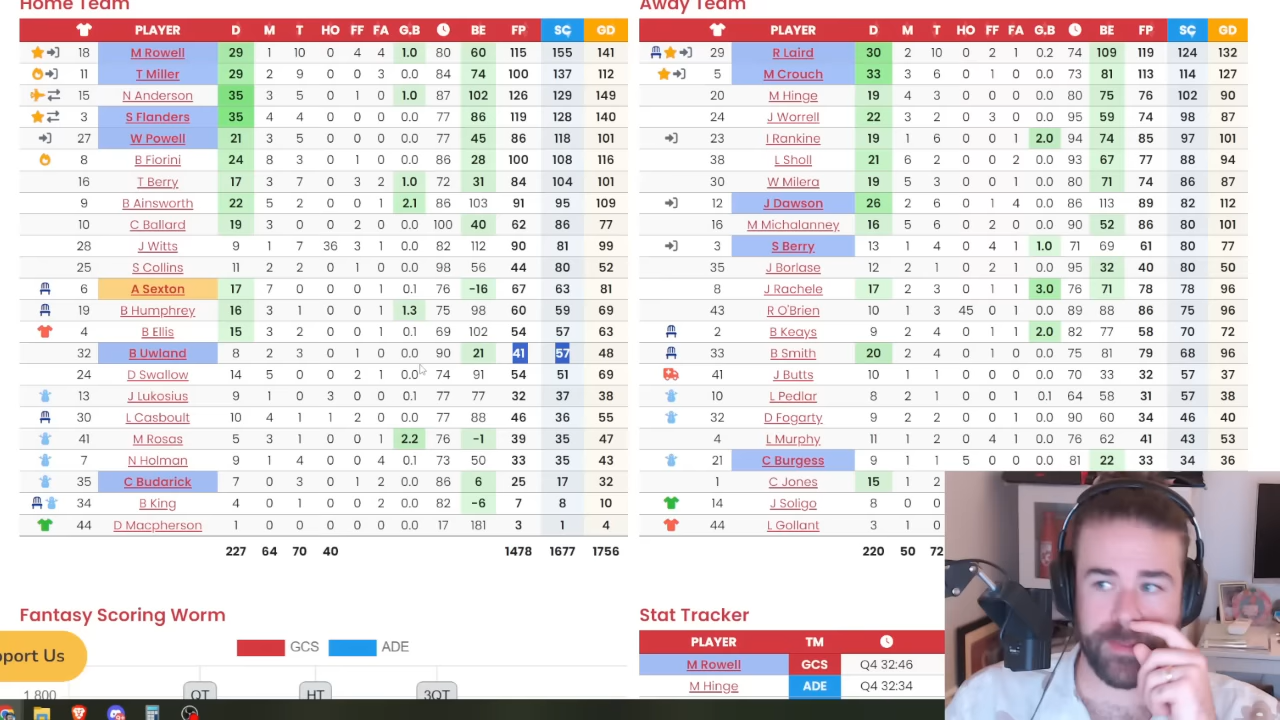 Home Team
PLAYER D M T HO FF FA G.B BE FP SC GD
18 M Rowell 29 1 10 0 4 4 1.0 80 60 115 155 141
11 T Miller 29 2 9 0 0 3 0.0 84 74 100 137 112
15 N Anderson 35 3 5 0 1 0 1.0 87 102 126 129 149
3 S Flanders 35 4 4 0 0 1 0.0 77 86 119 128 140
27 W Powell 21 3 5 0 0 1 0.0 77 45 86 118 101
8 B Fiorini 24 8 3 0 1 0 0.0 86 28 100 108 116
16 T Berry 17 3 7 0 3 2 1.0 72 31 84 104 101
9 B Ainsworth 22 5 2 0 0 1 2.1 86 103 91 95 109
C Ballard 19 3 0 0 2 0 0.0 100 40 62 86 77
28 J Witts 9 1 7 36 3 1 0.0 82 112 90 81 99
25 S Collins 11 2 2 0 1 0 0.0 98 56 44 80 52
6 A Sexton 17 7 0 0 0 1 0.1 76 -16 67 63 81
19 B Humphrey 16 3 1 0 0 0 1.3 75 98 60 59 69
4 B Ellis 15 3 2 0 0 0 0.1 69 102 54 57 63
32 B Uwland 8 2 3 0 1 0 0.0 90 21 41 57 48
24 D Swallow 14 5 0 0 2 1 0.0 74 91 54 51 69
13 J Lukosius 9 1 0 3 0 0 0.1 77 77 32 37 38
30 L Casboult 10 4 1 1 2 0 0.0 77 88 46 36 55
41 M Rosas 5 3 1 0 0 1 2.2 76 -1 39 35 47
7 N Holman 9 1 4 0 0 4 0.1 73 50 33 35 43
35 C Budarick 7 0 3 0 1 2 0.0 86 6 25 17 32
34 B King 4 0 1 0 0 2 0.0 82 -6 7 8 10
44 D Macpherson 1 0 0 0 0 0 0.0 17 181 3 1 4
227 64 70 40 1478 1677 1756
Away Team
PLAYER D M T HO FF FA G.B BE FP SC GD
29 R Laird 30 2 10 0 2 1 0.2 74 109 119 124 132
5 M Crouch 33 3 6 0 1 0 0.0 73 81 113 114 127
20 M Hinge 19 4 3 0 0 0 0.0 80 75 76 102 90
24 J Worrell 22 3 2 0 3 0 0.0 95 59 74 98 87
23 I Rankine 19 1 6 0 0 1 2.0 94 74 85 97 101
38 L Sholl 21 6 2 0 0 2 0.0 93 67 77 88 94
30 W Milera 19 5 3 0 0 1 0.0 80 71 74 86 87
12 J Dawson 26 2 6 0 1 4 0.0 86 113 89 82 112
16 M Michalanney 16 5 6 0 0 0 0.0 90 52 86 80 101
3 S Berry 13 1 4 0 4 1 1.0 71 69 61 80 77
35 J Borlase 12 2 1 0 2 1 0.0 95 32 40 80 50
8 J Rachele 17 2 3 0 1 0 3.0 76 71 78 78 96
43 R O'Brien 10 1 3 45 0 0 0.0 89 88 86 75 96
2 B Keays 9 2 4 0 1 1 2.0 82 77 58 70 72
33 B Smith 20 2 4 0 1 0 0.0 75 81 79 68 96
41 J Butts 10 1 1 0 0 1 0.0 70 33 32 57 37
10 L Pedlar 8 2 1 0 0 1 0.1 64 58 31 57 38
32 D Fogarty 9 2 2 0 1 0 0.0 90 60 34 46 40
4 L Murphy 11 1 2 0 4 1 0.0 76 62 41 43 53
21 C Burgess 9 1 1 5 0 0 0.0 81 22 33 34 36
1 C Jones 15 1 2
14 J Soligo 8 0 0
44 L Gollant 3 1 0
220 50 72
Fantasy Scoring Worm
GCS ADE
1,800 QT HT 3QT
pport Us
Stat Tracker
PLAYER TM
M Rowell GCS Q4 32:46
M Hinge ADE Q4 32:34